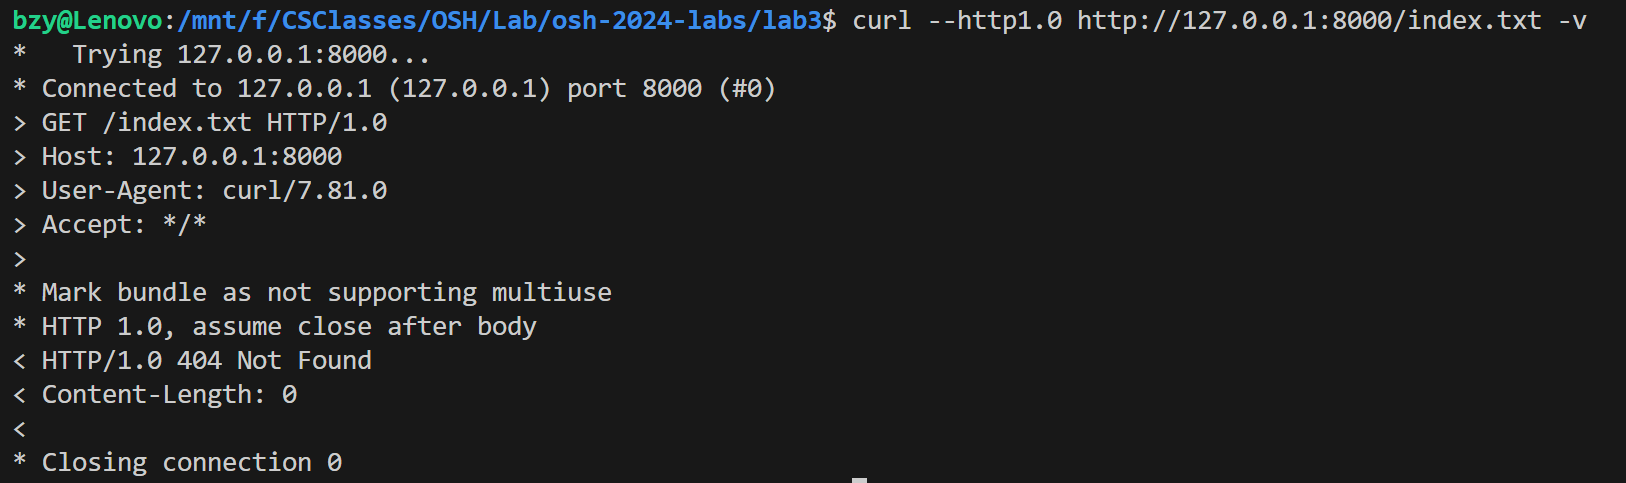 bzy@Lenovo:/mnt/f/CSClasses/OSH/Lab/osh-2024-labs/lab3$ curl --http1.0 http://127.0.0.1:8000/index.txt -v
*   Trying 127.0.0.1:8000...
* Connected to 127.0.0.1 (127.0.0.1) port 8000 (#0)
> GET /index.txt HTTP/1.0
> Host: 127.0.0.1:8000
> User-Agent: curl/7.81.0
> Accept: */*
>
* Mark bundle as not supporting multiuse
* HTTP 1.0, assume close after body
< HTTP/1.0 404 Not Found
< Content-Length: 0
<
* Closing connection 0